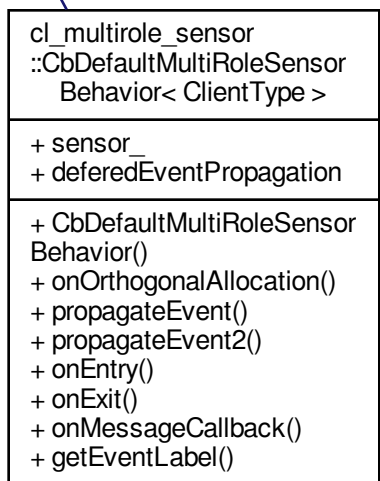 cl_multirole_sensor
::CbDefaultMultiRoleSensor
Behavior< ClientType >
+ sensor_
+ deferedEventPropagation
+ CbDefaultMultiRoleSensor
Behavior()
+ onOrthogonalAllocation()
+ propagateEvent()
+ propagateEvent2()
+ onEntry()
+ onExit()
+ onMessageCallback()
+ getEventLabel()